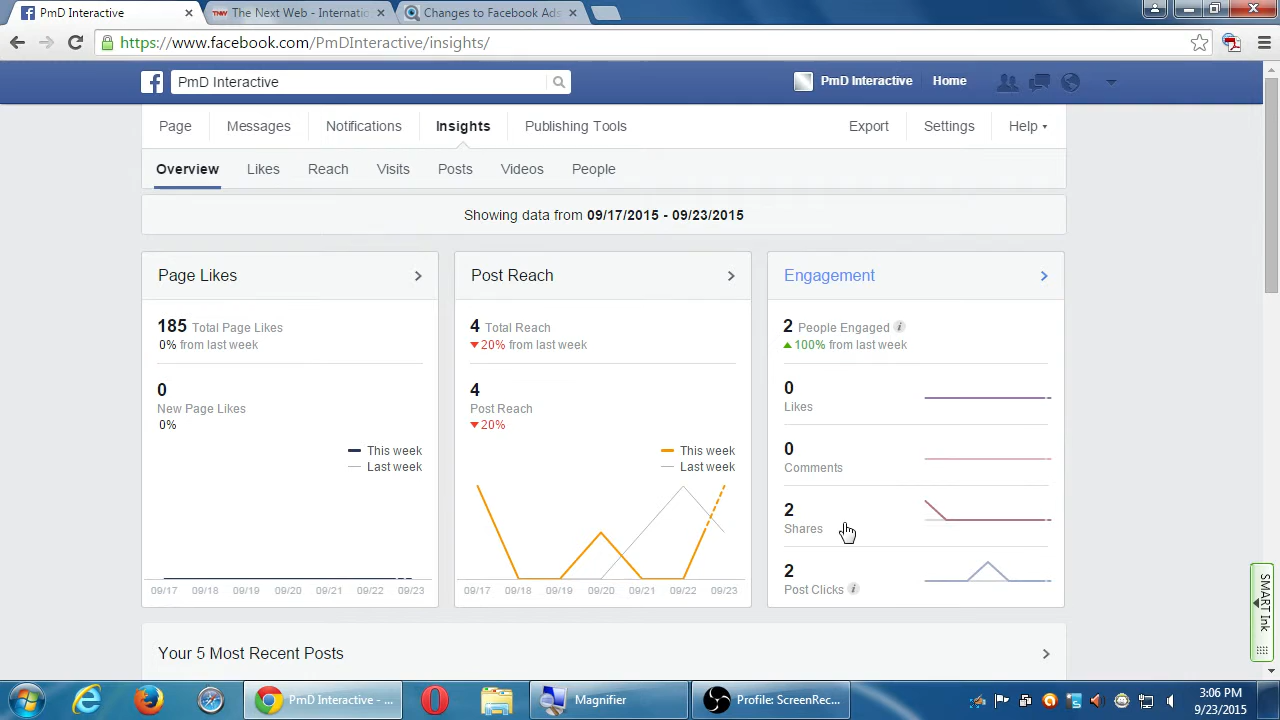 PmD Interactive
The Next Web - Internatio
Changes to Facebook Ads
https://www.facebook.com/PmDInteractive/insights/
PmD Interactive
PmD Interactive
Home
Page
Messages
Notifications
Insights
Publishing Tools
Export
Settings
Help
Overview
Likes
Reach
Visits
Posts
Videos
People
Showing data from 09/17/2015 - 09/23/2015
Page Likes
185 Total Page Likes
0% from last week
0
New Page Likes
0%
This week
Last week
09/17 09/18 09/19 09/20 09/21 09/22 09/23
Post Reach
4 Total Reach
20% from last week
4
Post Reach
20%
This week
Last week
09/17 09/18 09/19 09/20 09/21 09/22 09/23
Engagement
2 People Engaged
100% from last week
0
Likes
0
Comments
2
Shares
2
Post Clicks
Your 5 Most Recent Posts
SMART Ink
PmD Interactive - ...
Magnifier
Profile: ScreenRec...
3:06 PM
9/23/2015